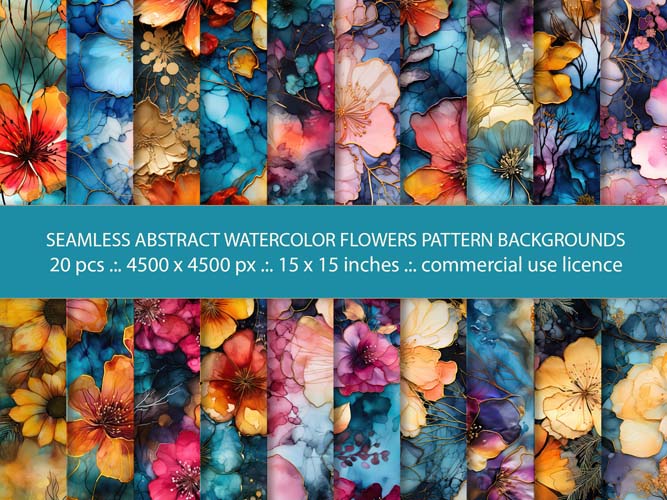 SEAMLESS ABSTRACT WATERCOLOR FLOWERS PATTERN BACKGROUNDS
20 pcs .:. 4500 x 4500 px .:. 15 x 15 inches .:. commercial use licence